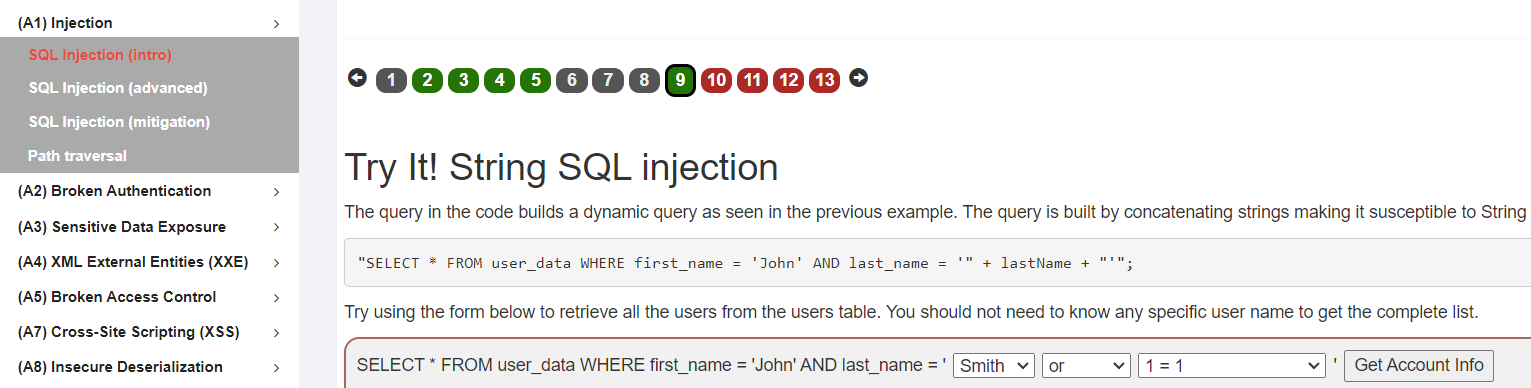 (A1) Injection
SQL Injection (intro)
SQL Injection (advanced)
SQL Injection (mitigation)
Path traversal
(A2) Broken Authentication
(A3) Sensitive Data Exposure
(A4) XML External Entities (XXE)
(A5) Broken Access Control
(A7) Cross-Site Scripting (XSS)
(A8) Insecure Deserialization
1 2 3 4 5 6 7 8 9 10 11 12 13
Try It! String SQL injection
The query in the code builds a dynamic query as seen in the previous example. The query is built by concatenating strings making it susceptible to String
"SELECT * FROM user_data WHERE first_name = 'John' AND last_name = '" + lastName + "'";
Try using the form below to retrieve all the users from the users table. You should not need to know any specific user name to get the complete list.
SELECT * FROM user_data WHERE first_name = 'John' AND last_name = ' Smith or 1 = 1 ' Get Account Info